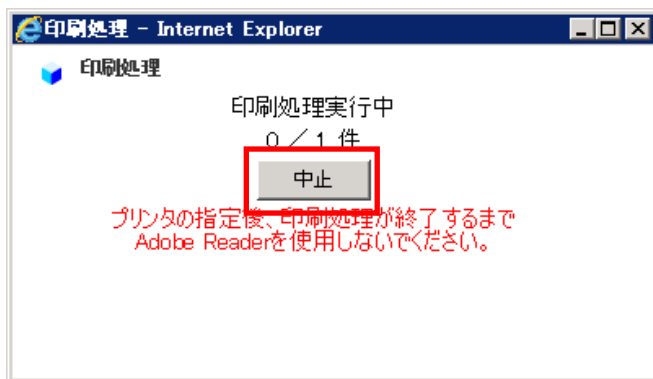 印刷処理 - Internet Explorer
印刷処理
印刷処理実行中
0 ／ 1 件
中止
プリンタの指定後、印刷処理が終了するまで
Adobe Readerを使用しないでください。